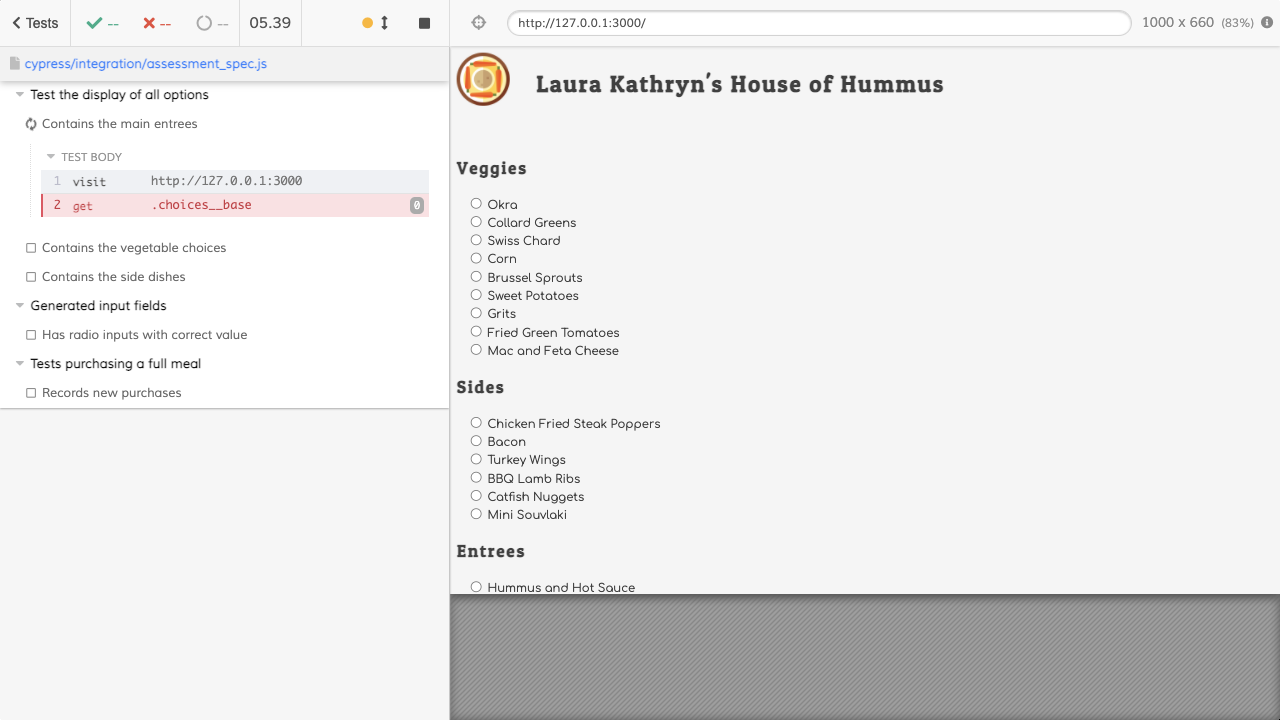 Tests -- -- -- 05.39
cypress/integration/assessment_spec.js
Test the display of all options
Contains the main entrees
TEST BODY
1 visit http://127.0.0.1:3000
2 get .choices__base 0
Contains the vegetable choices
Contains the side dishes
Generated input fields
Has radio inputs with correct value
Tests purchasing a full meal
Records new purchases
http://127.0.0.1:3000/ 1000 x 660 (83%)
Laura Kathryn's House of Hummus
Veggies
Okra
Collard Greens
Swiss Chard
Corn
Brussel Sprouts
Sweet Potatoes
Grits
Fried Green Tomatoes
Mac and Feta Cheese
Sides
Chicken Fried Steak Poppers
Bacon
Turkey Wings
BBQ Lamb Ribs
Catfish Nuggets
Mini Souvlaki
Entrees
Hummus and Hot Sauce